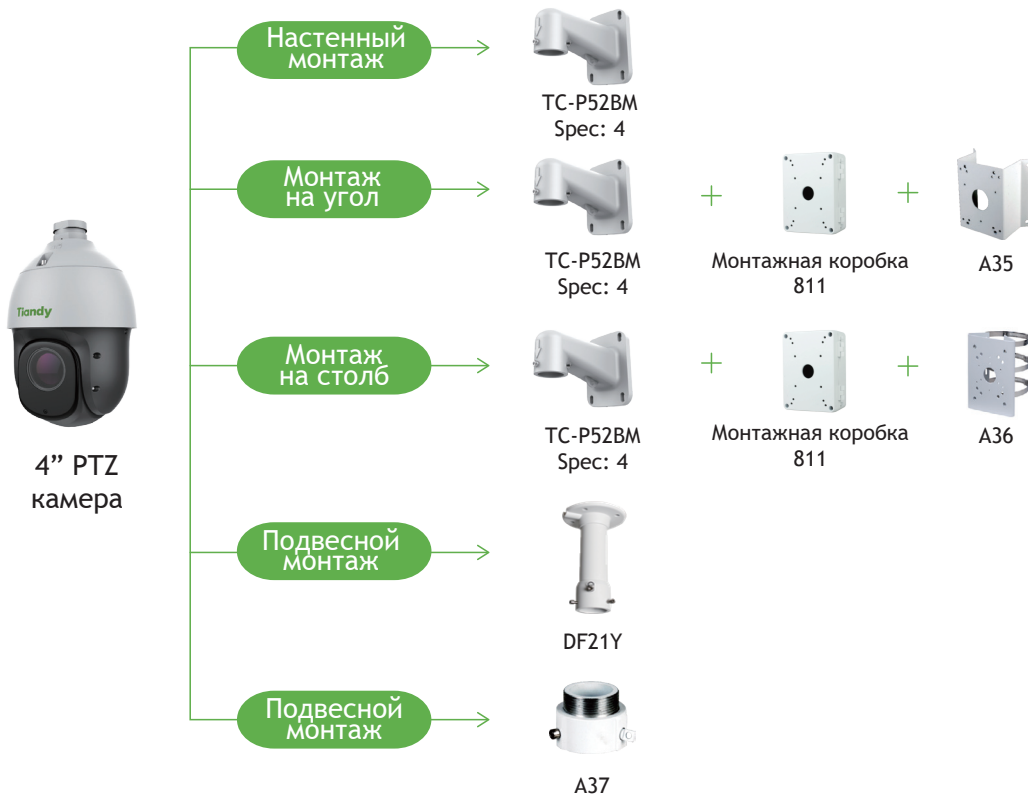 Настенный
монтаж
TC-P52BM
Spec: 4
Монтаж
на угол
TC-P52BM
Spec: 4
+
Монтажная коробка
811
+
A35
Tiandy
4” PTZ
камера
Монтаж
на столб
TC-P52BM
Spec: 4
+
Монтажная коробка
811
+
A36
Подвесной
монтаж
DF21Y
Подвесной
монтаж
A37